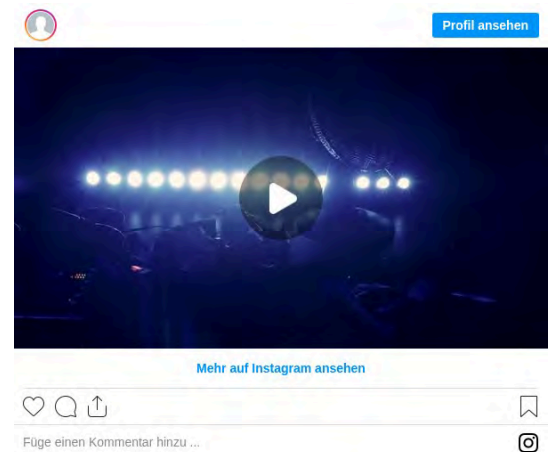 Profil ansehen
Mehr auf Instagram ansehen
Füge einen Kommentar hinzu ...